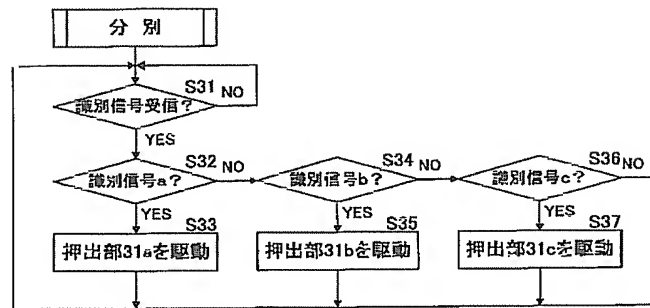 分 別
S31 NO
識別信号受信?
YES
S32 NO S34 NO S36 NO
識別信号a? 識別信号b? 識別信号c?
YES YES YES
S33 S35 S37
押出部31aを駆動 押出部31bを駆動 押出部31cを駆動